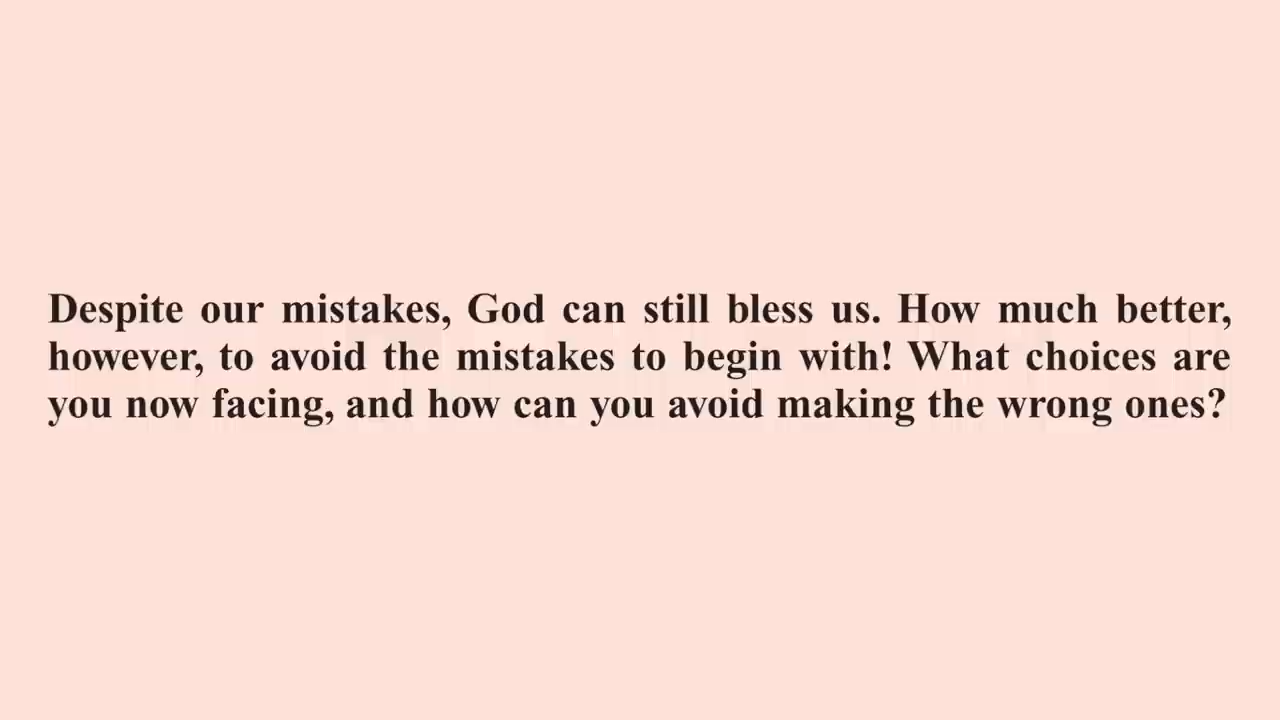 Despite our mistakes, God can still bless us. How much better,
however, to avoid the mistakes to begin with! What choices are
you now facing, and how can you avoid making the wrong ones?